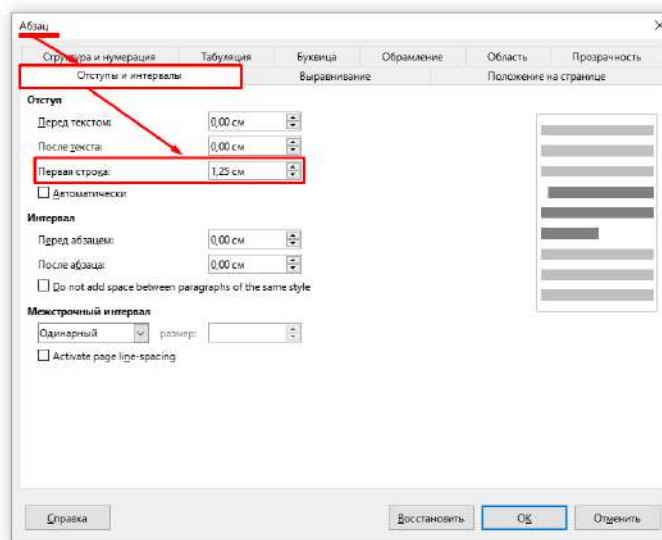 Абзац
Структура и нумерация Табуляция Буквица Обрамление Область Прозрачность
Отступы и интервалы Выравнивание Положение на странице
Отступ
Перед текстом: 0,00 см
После текста: 0,00 см
Первая строка: 1,25 см
Автоматически
Интервал
Перед абзацем: 0,00 см
После абзаца: 0,00 см
Do not add space between paragraphs of the same style
Межстрочный интервал
Одинарный размер:
Activate page line-spacing
Справка Восстановить ОК Отменить